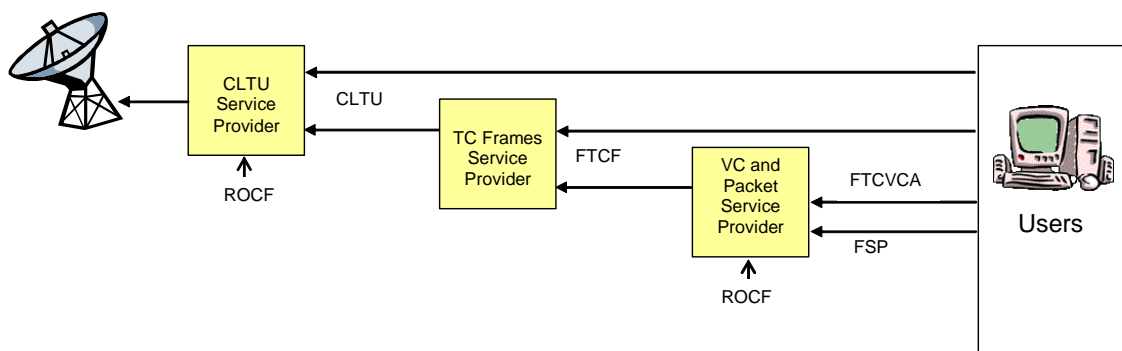 CLTU
Service
Provider
CLTU
ROCF
TC Frames
Service
Provider
FTCF
VC and
Packet
Service
Provider
FTCVCA
FSP
ROCF
Users